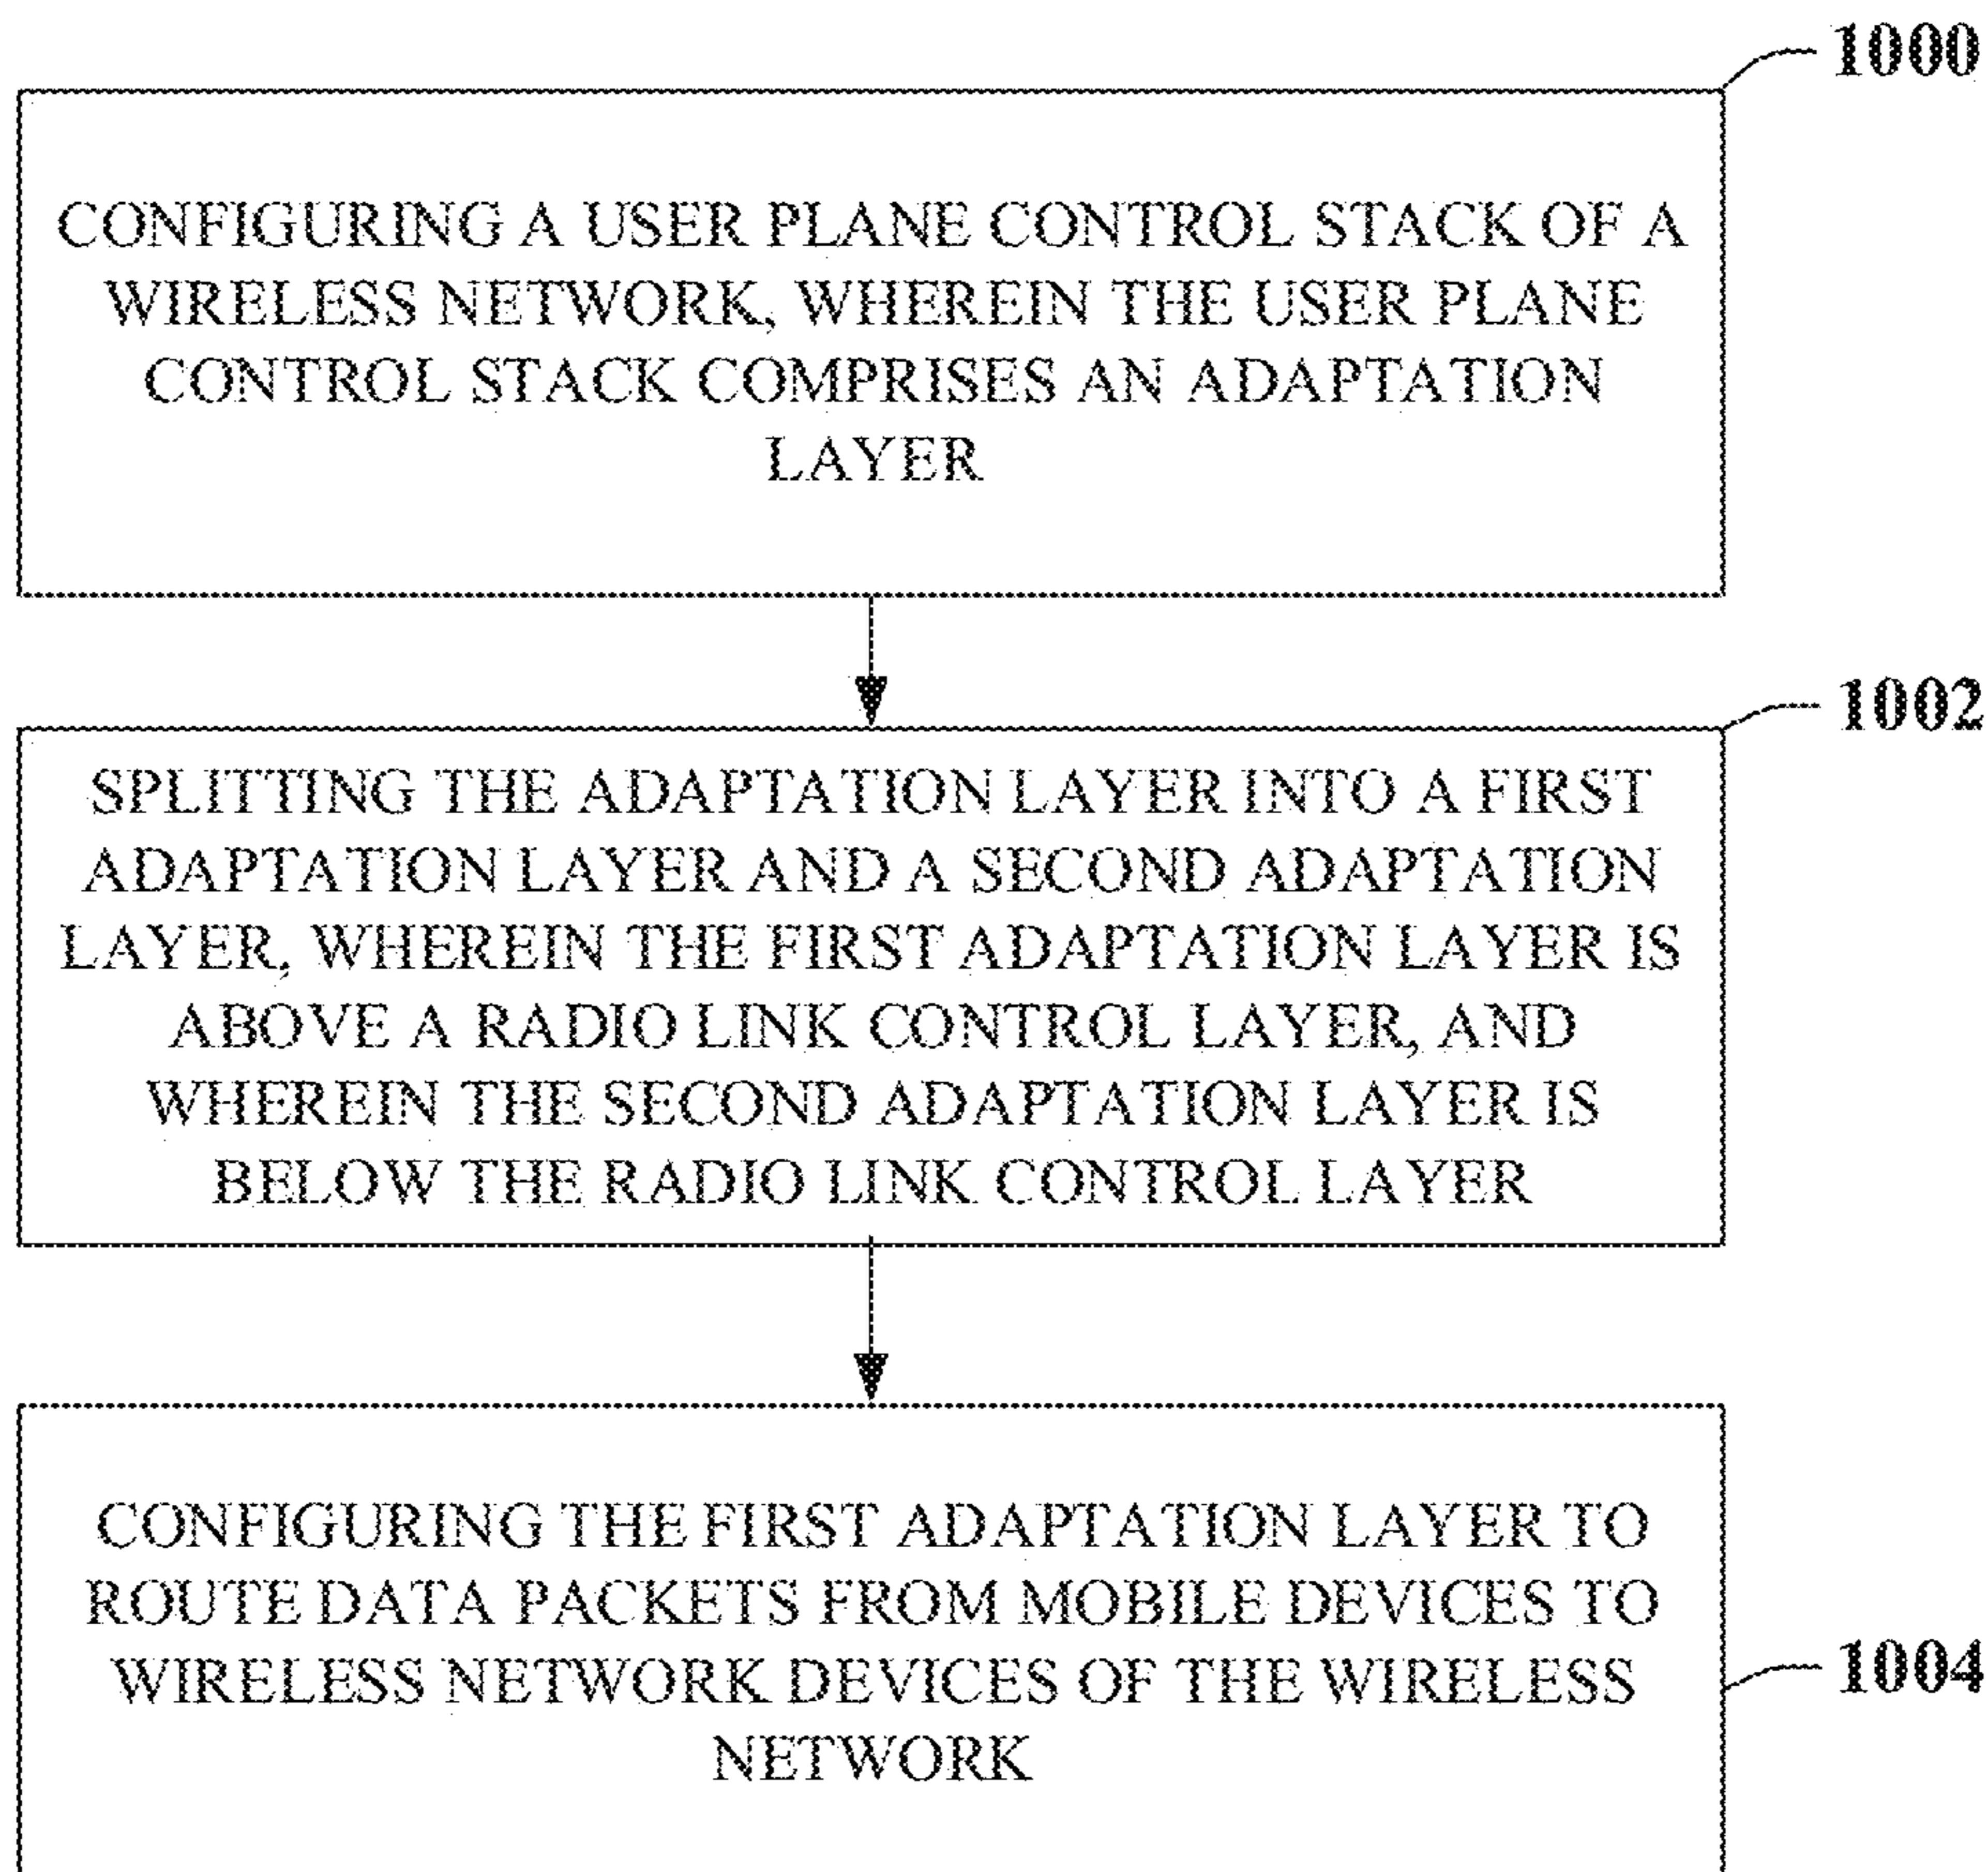 1000
CONFIGURING A USER PLANE CONTROL STACK OF A
WIRELESS NETWORK, WHEREIN THE USER PLANE
CONTROL STACK COMPRISES AN ADAPTATION
LAYER
1002
SPLITTING THE ADAPTATION LAYER INTO A FIRST
ADAPTATION LAYER AND A SECOND ADAPTATION
LAYER, WHEREIN THE FIRST ADAPTATION LAYER IS
ABOVE A RADIO LINK CONTROL LAYER, AND
WHEREIN THE SECOND ADAPTATION LAYER IS
BELOW THE RADIO LINK CONTROL LAYER
CONFIGURING THE FIRST ADAPTATION LAYER TO
ROUTE DATA PACKETS FROM MOBILE DEVICES TO
WIRELESS NETWORK DEVICES OF THE WIRELESS
NETWORK
1004